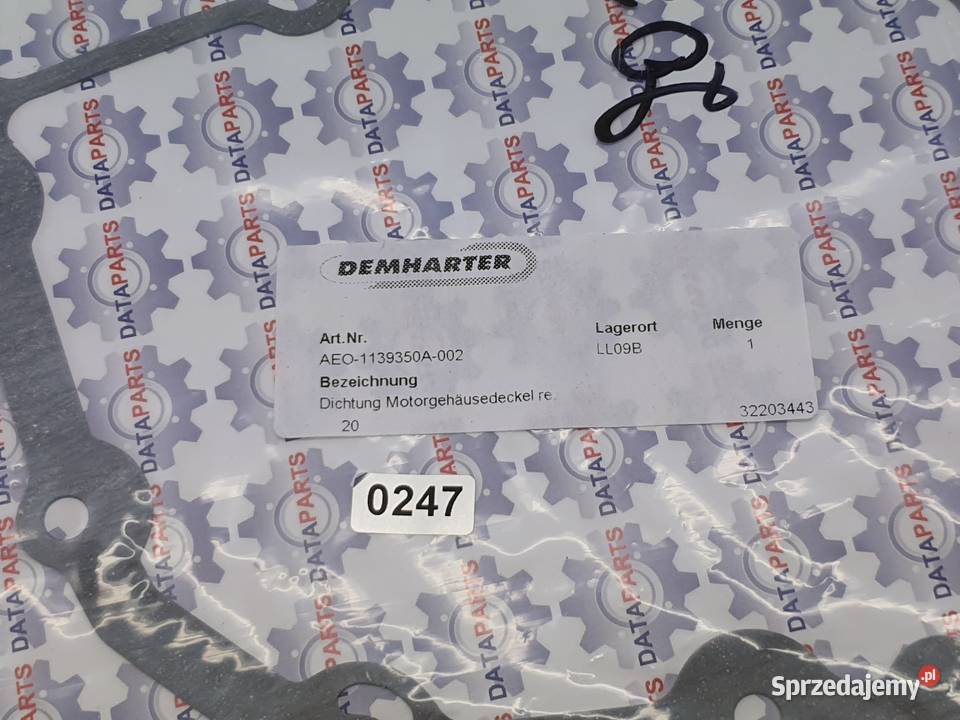 DEMHARTER
Art.Nr. Lagerort Menge
AEO-1139350A-002 LL09B 1
Bezeichnung
Dichtung Motorgehäusedeckel re.
20 32203443
0247
DATAPARTS
Sprzedajemy.pl